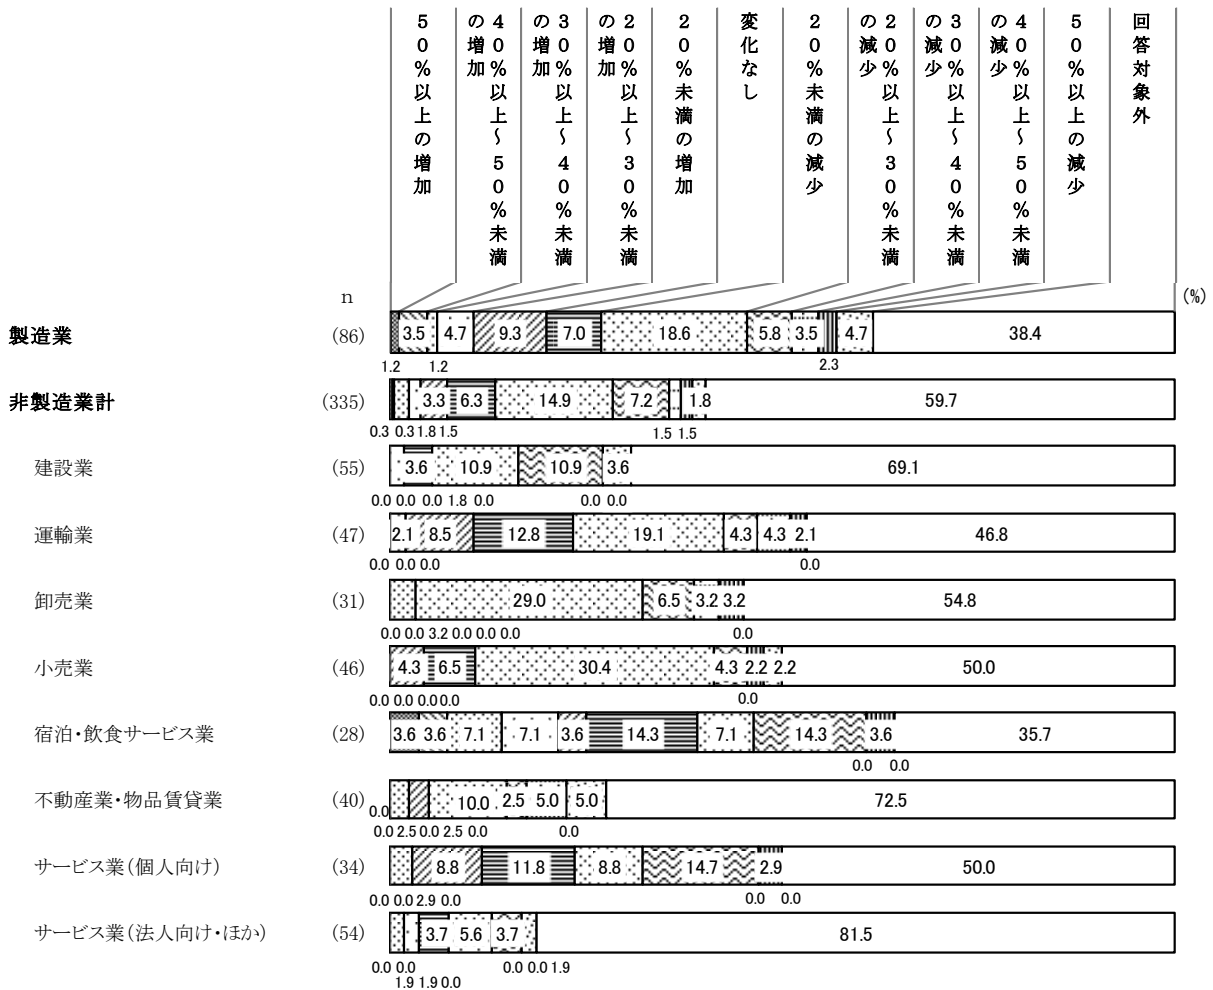 50%以上の増加
40%以上~50%未満の増加
30%以上~40%未満の増加
20%以上~30%未満の増加
20%未満の増加
変化なし
20%未満の減少
20%以上~30%未満の減少
30%以上~40%未満の減少
40%以上~50%未満の減少
50%以上の減少
回答対象外
n
(%)
製造業 (86) 3.5 4.7 9.3 7.0 18.6 5.8 3.5 4.7 38.4
1.2 1.2 2.3
非製造業計 (335) 3.3 6.3 14.9 7.2 1.8 59.7
0.3 0.3 1.8 1.5 1.5 1.5
建設業 (55) 3.6 10.9 10.9 3.6 69.1
0.0 0.0 0.0 1.8 0.0 0.0 0.0
運輸業 (47) 2.1 8.5 12.8 19.1 4.3 4.3 2.1 46.8
0.0 0.0 0.0 0.0
卸売業 (31) 29.0 6.5 3.2 3.2 54.8
0.0 0.0 3.2 0.0 0.0 0.0 0.0
小売業 (46) 4.3 6.5 30.4 4.3 2.2 2.2 50.0
0.0 0.0 0.0 0.0 0.0
宿泊・飲食サービス業 (28) 3.6 3.6 7.1 7.1 3.6 14.3 7.1 14.3 3.6 35.7
0.0 0.0
不動産業・物品賃貸業 (40) 0.0 10.0 2.5 5.0 5.0 72.5
0.0 2.5 0.0 2.5 0.0 0.0
サービス業(個人向け) (34) 8.8 11.8 8.8 14.7 2.9 50.0
0.0 0.0 2.9 0.0 0.0 0.0
サービス業(法人向け・ほか) (54) 3.7 5.6 3.7 81.5
0.0 0.0 0.0 0.0 1.9
1.9 1.9 0.0